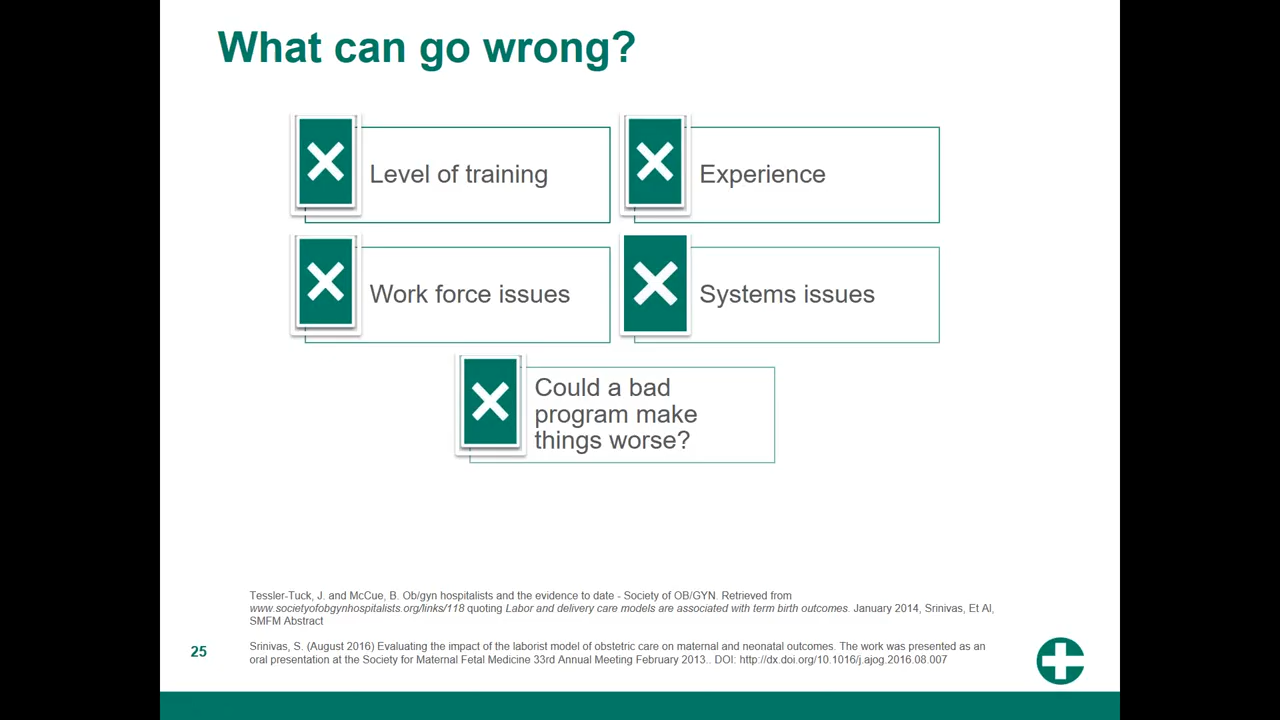 What can go wrong?
Level of training
Experience
Work force issues
Systems issues
Could a bad
program make
things worse?
Tessler-Tuck, J. and McCue, B. Ob/gyn hospitalists and the evidence to date - Society of OB/GYN. Retrieved from
www.societyofobgynhospitalists.org/links/118 quoting Labor and delivery care models are associated with term birth outcomes. January 2014, Srinivas, Et Al,
SMFM Abstract
Srinivas, S. (August 2016) Evaluating the impact of the laborist model of obstetric care on maternal and neonatal outcomes. The work was presented as an
oral presentation at the Society for Maternal Fetal Medicine 33rd Annual Meeting February 2013.. DOI: http://dx.doi.org/10.1016/j.ajog.2016.08.007
25